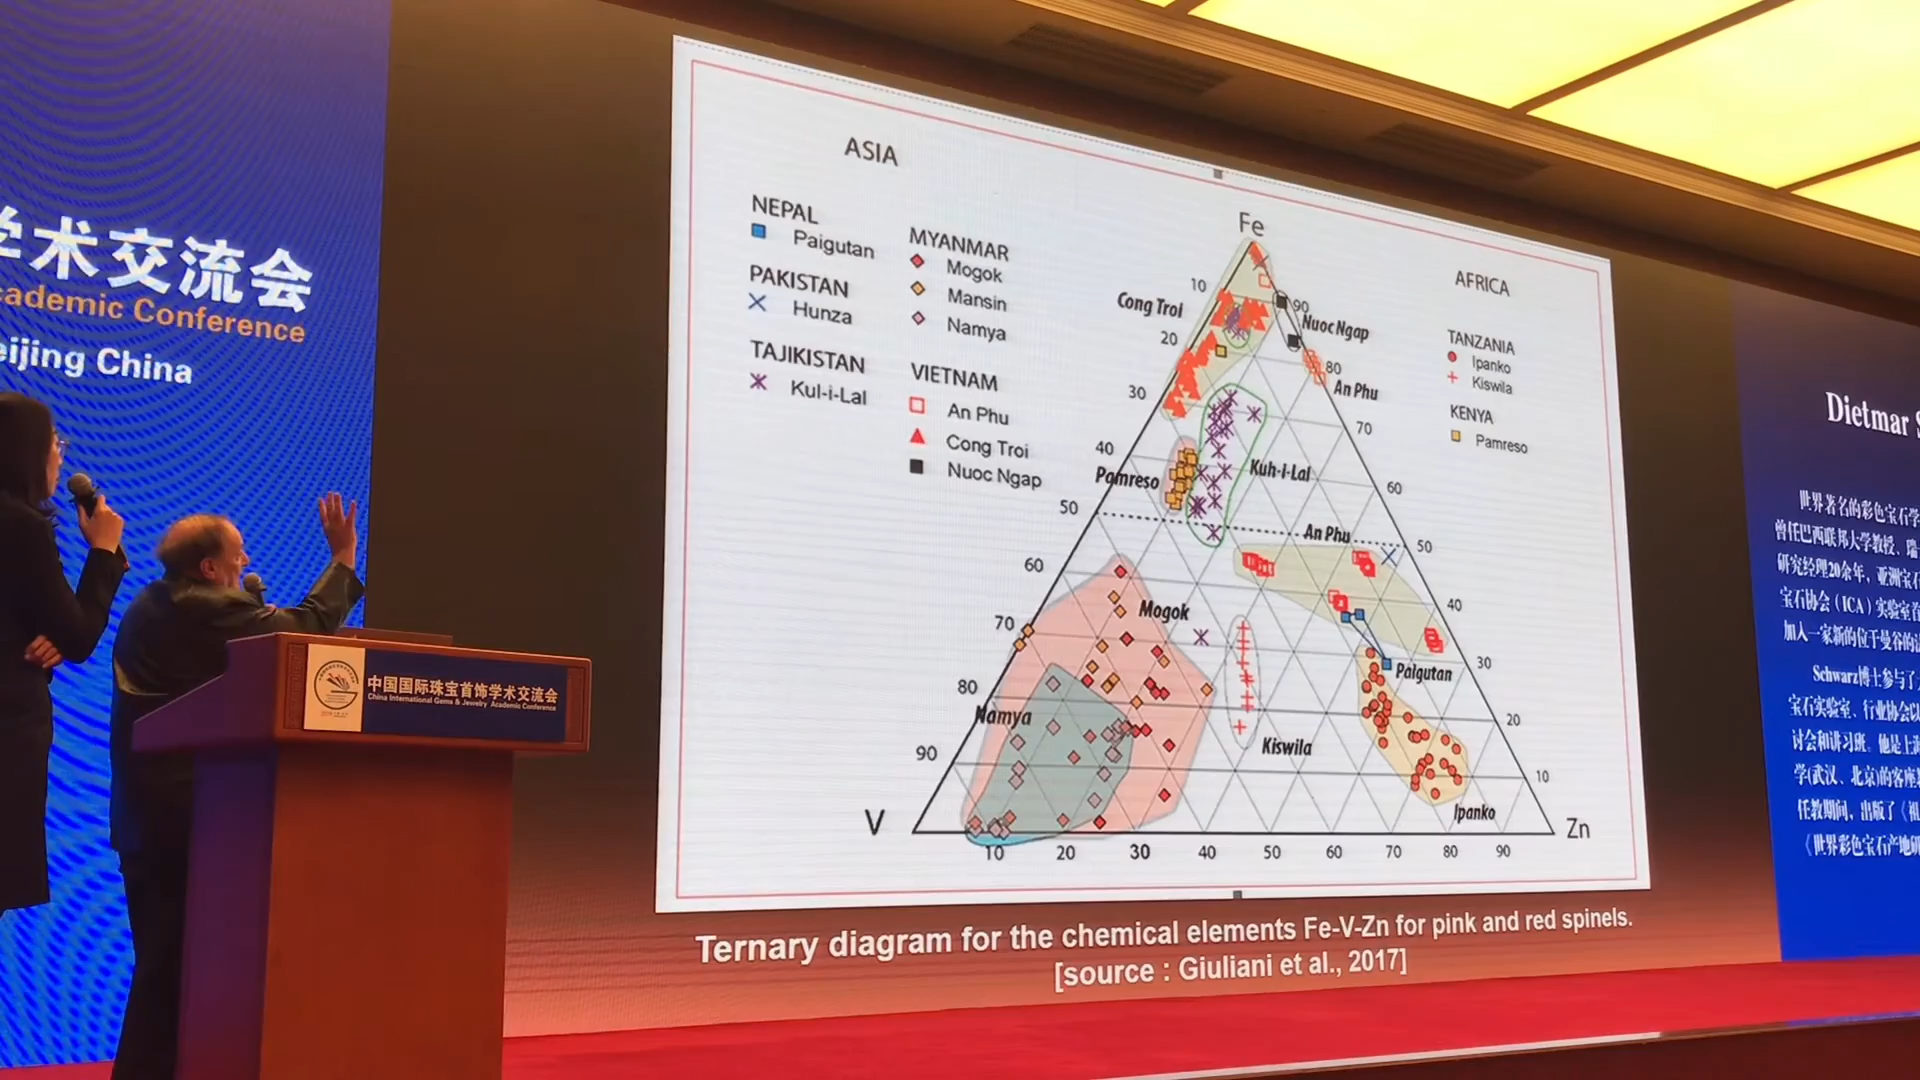 学术交流会
cademic Conference
eijing China
中国国际珠宝首饰学术交流会
China International Gems & Jewelry Academic Conference
ASIA
NEPAL
Paigutan
PAKISTAN
Hunza
TAJIKISTAN
Kul-i-Lal
MYANMAR
Mogok
Mansin
Namya
VIETNAM
An Phu
Cong Troi
Nuoc Ngap
AFRICA
TANZANIA
Ipanko
Kiswila
KENYA
Pamreso
Fe
10
Cong Troi
90
Nuoc Ngap
20
80
An Phu
30
70
40
Pamreso
Kuh-i-Lal
60
50
An Phu
50
60
Mogok
40
70
30
Paigutan
80
Namya
20
Kiswila
90
10
Ipanko
V
Zn
10 20 30 40 50 60 70 80 90
Ternary diagram for the chemical elements Fe-V-Zn for pink and red spinels.
[source : Giuliani et al., 2017]
Dietmar
世界著名的彩色宝石学
曾任巴西联邦大学教授、瑞
研究经理20余年，亚洲宝石
宝石协会（ICA）实验室首
加入一家新的位于曼谷的
Schwarz博士参与了
宝石实验室、行业协会以
讨会和讲习班。他是上海
学(武汉、北京)的客座
任教期间，出版了《祖
《世界彩色宝石产地研